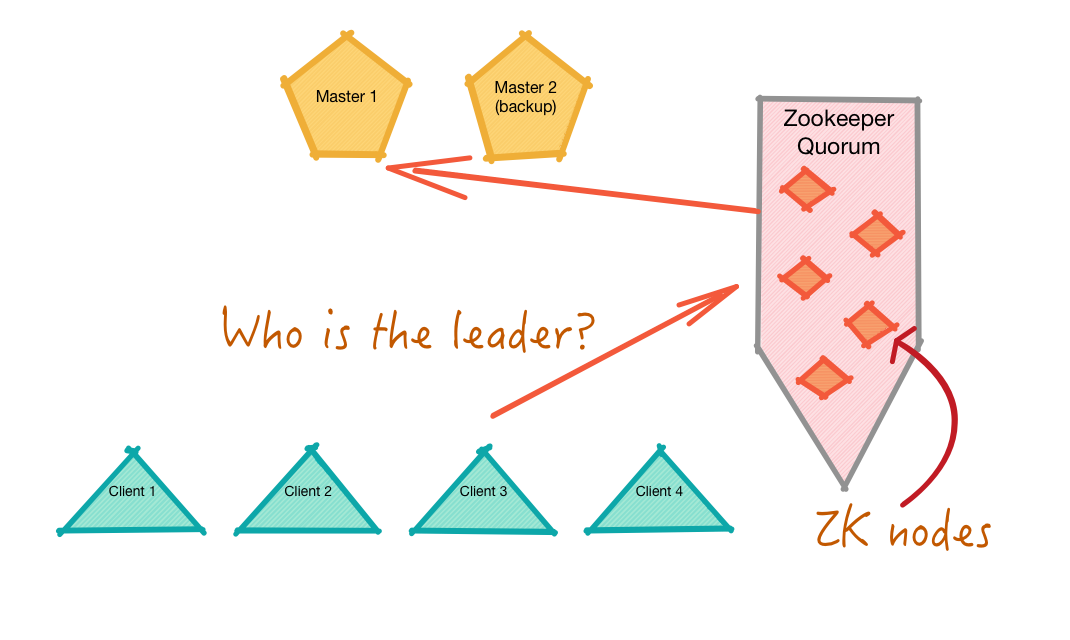 Master 1
Master 2
(backup)
Zookeeper
Quorum
Who is the leader?
Client 1
Client 2
Client 3
Client 4
ZK nodes